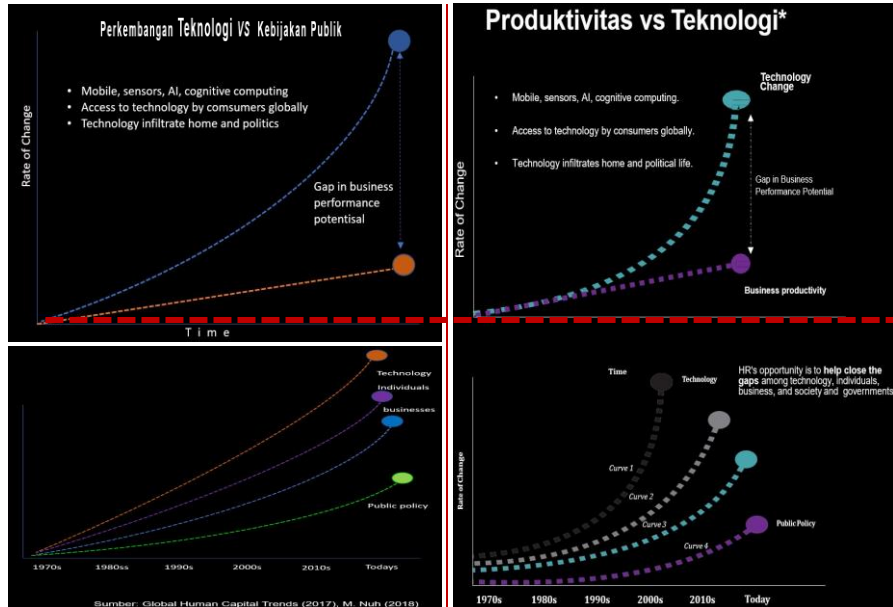 Perkembangan Teknologi VS Kebijakan Publik
• Mobile, sensors, AI, cognitive computing
• Access to technology by comsumers globally
• Technology infiltrate home and politics
Rate of Change
Gap in business
performance
potentisal
Time
Produktivitas vs Teknologi*
Technology
Change
• Mobile, sensors, AI, cognitive computing.
• Access to technology by consumers globally.
• Technology infiltrates home and political life.
Rate of Change
Gap in Business
Performance Potential
Business productivity
Technology
Individuals
businesses
Public policy
1970s 1980s 1990s 2000s 2010s Todays
Sumber: Global Human Capital Trends (2017), M. Nuh (2018)
Time
Technology
HR's opportunity is to help close the
gaps among technology, individuals,
business, and society and governments
Rate of Change
Curve 1
Curve 2
Curve 3
Curve 4
Public Policy
1970s 1980s 1990s 2000s 2010s Today